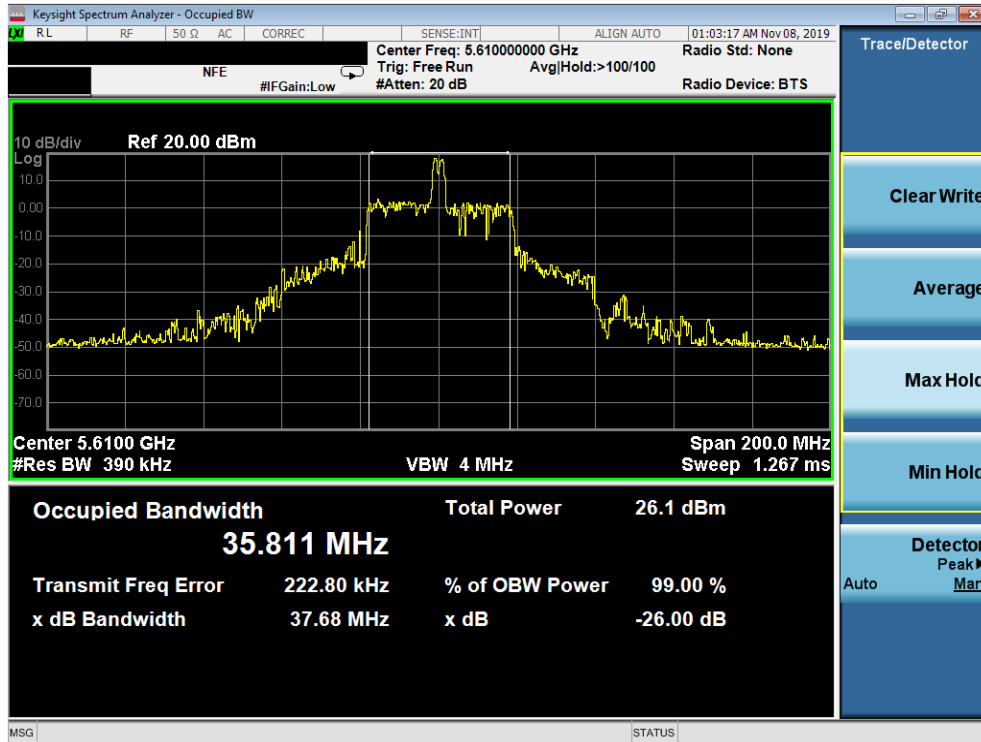 Keysight Spectrum Analyzer - Occupied BW
LXI RL RF 50 Ω AC CORREC SENSE:INT ALIGN AUTO 01:03:17 AM Nov 08, 2019
Center Freq: 5.610000000 GHz Radio Std: None
NFE Trig: Free Run Avg|Hold:>100/100
#IFGain:Low #Atten: 20 dB Radio Device: BTS
10 dB/div Ref 20.00 dBm
Log
10.0
0.00
-10.0
-20.0
-30.0
-40.0
-50.0
-60.0
-70.0
Center 5.6100 GHz Span 200.0 MHz
#Res BW 390 kHz VBW 4 MHz Sweep 1.267 ms
Occupied Bandwidth Total Power 26.1 dBm
35.811 MHz
Transmit Freq Error 222.80 kHz % of OBW Power 99.00 %
x dB Bandwidth 37.68 MHz x dB -26.00 dB
MSG STATUS
Trace/Detector
Clear Write
Average
Max Hold
Min Hold
Detector
Peak
Auto Man